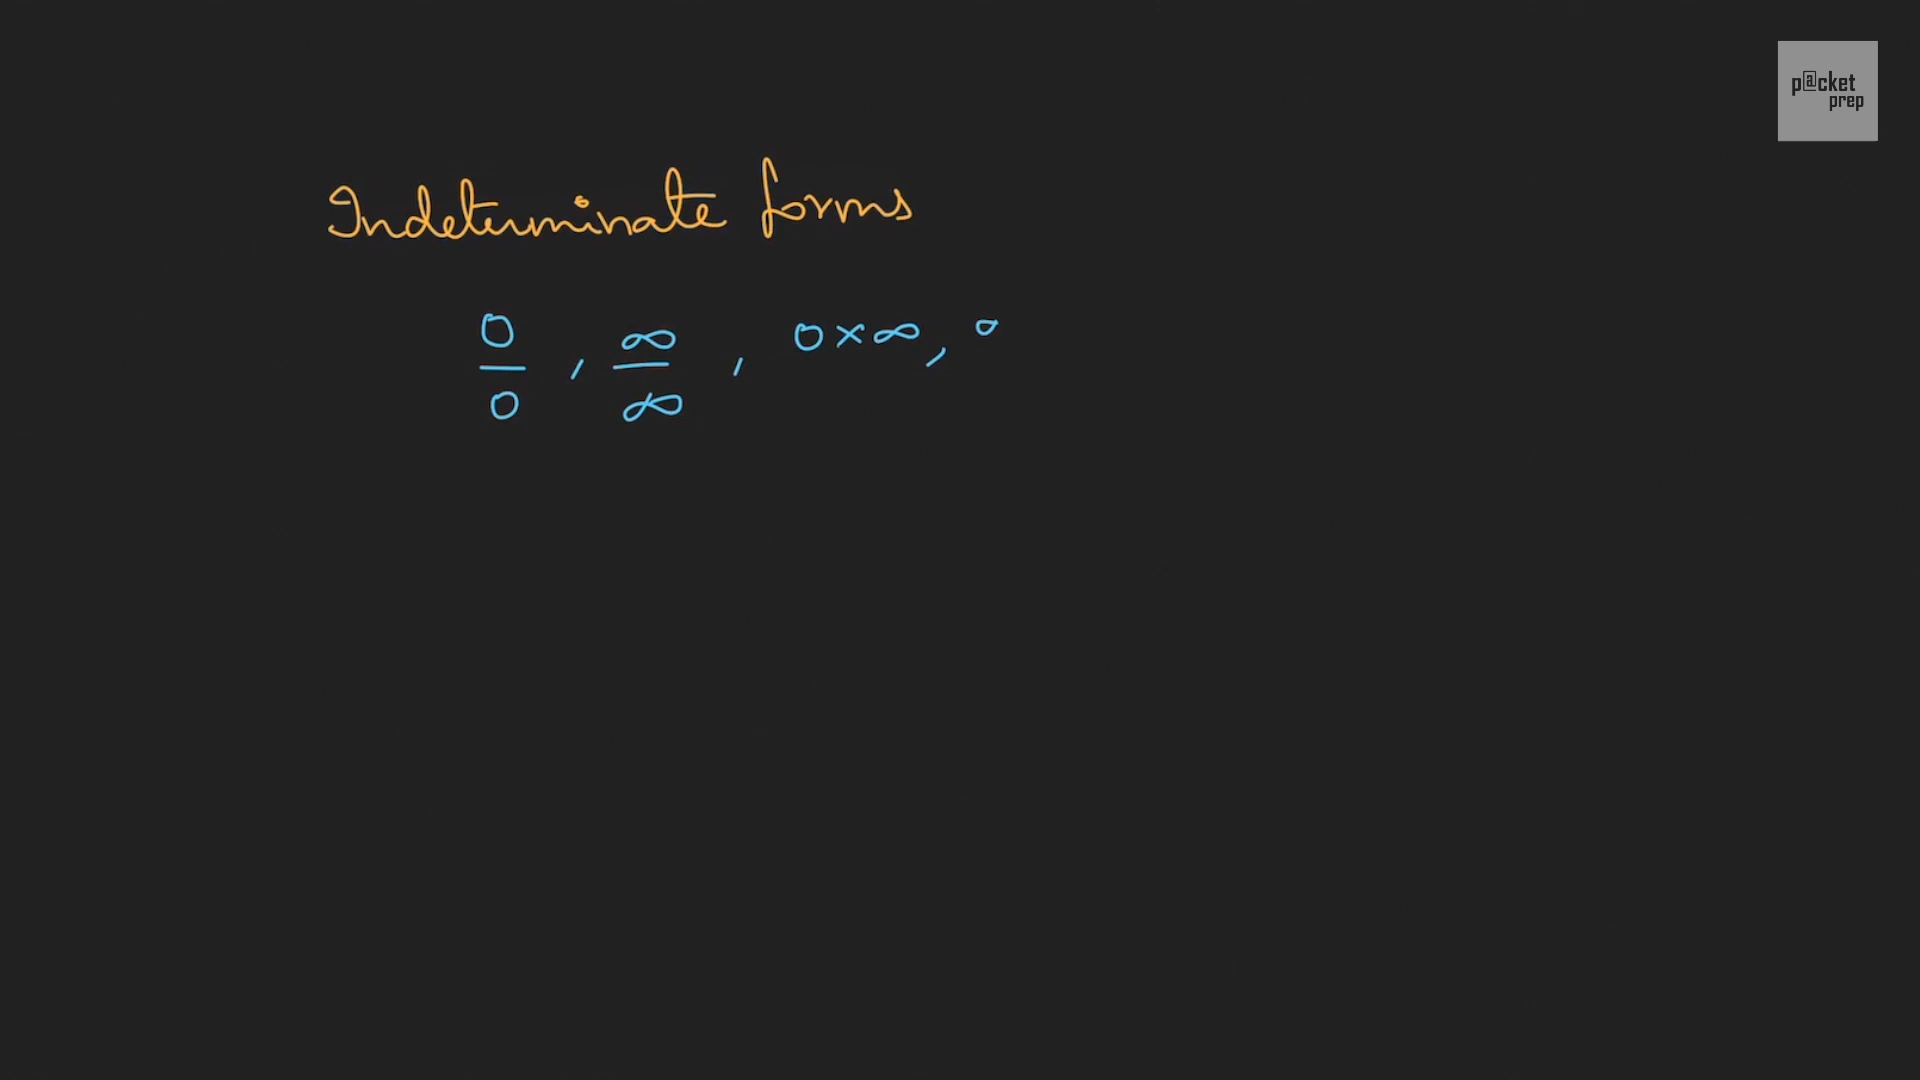 p@cket
prep
Indeterminate forms
0/0 , ∞/∞ , 0×∞,